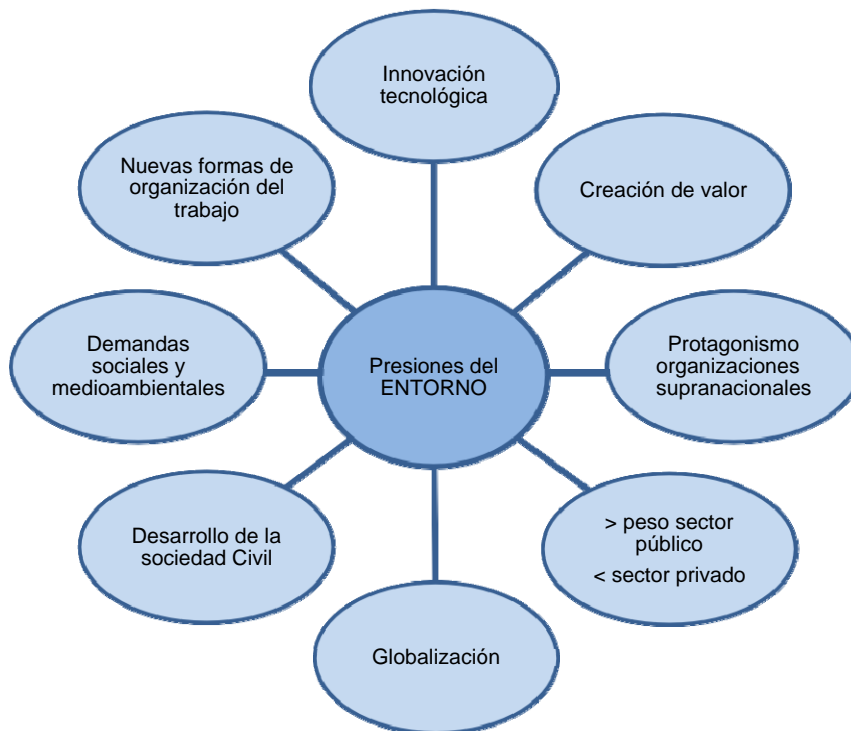 Innovación
tecnológica
Nuevas formas de
organización del
trabajo
Creación de valor
Demandas
sociales y
medioambientales
Presiones del
ENTORNO
Protagonismo
organizaciones
supranacionales
Desarrollo de la
sociedad Civil
> peso sector
público
< sector privado
Globalización